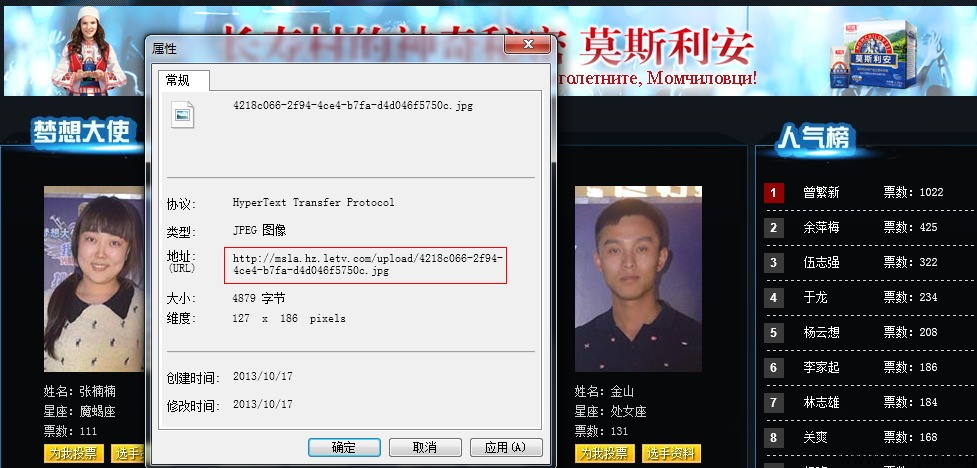 长寿村的神奇秘密 莫斯利安
голетните, Момчиловци!
属性
常规
4218c066-2f94-4ce4-b7fa-d4d046f5750c.jpg
协议: HyperText Transfer Protocol
类型: JPEG 图像
地址: (URL) http://msla.hz.letv.com/upload/4218c066-2f94-
4ce4-b7fa-d4d046f5750c.jpg
大小: 4879 字节
维度: 127 x 186 pixels
创建时间: 2013/10/17
修改时间: 2013/10/17
确定 取消 应用(A)
梦想大使
姓名: 张楠楠
星座: 魔蝎座
票数: 111
为我投票 选手
姓名: 金山
星座: 处女座
票数: 131
为我投票 选手资料
人气榜
1 曾繁新 票数: 1022
2 余萍梅 票数: 425
3 伍志强 票数: 322
4 于龙 票数: 234
5 杨云想 票数: 208
6 李家起 票数: 186
7 林志雄 票数: 184
8 关爽 票数: 168